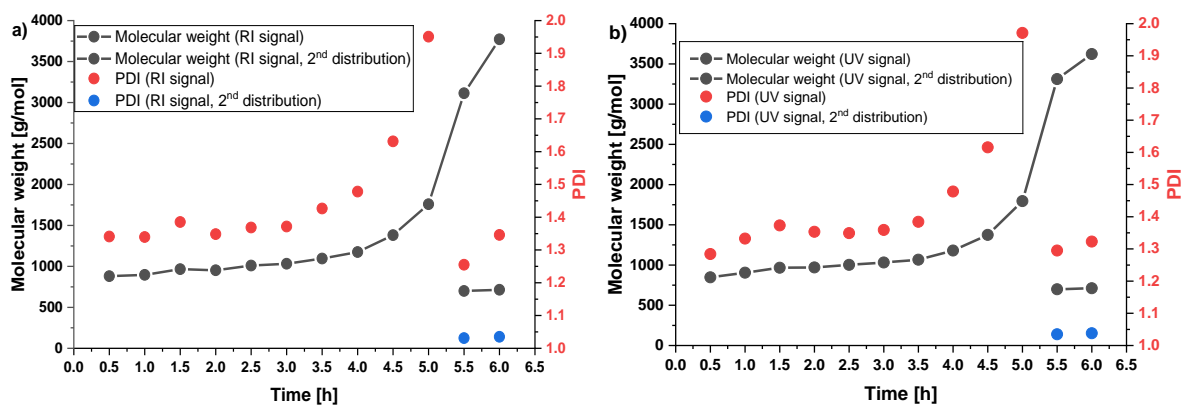 a)
Molecular weight (RI signal)
Molecular weight (RI signal, 2nd distribution)
PDI (RI signal)
PDI (RI signal, 2nd distribution)
Molecular weight [g/mol]
4000
3500
3000
2500
2000
1500
1000
500
0
2.0
1.9
1.8
1.7
1.6
1.5
1.4
1.3
1.2
1.1
1.0
PDI
0.0 0.5 1.0 1.5 2.0 2.5 3.0 3.5 4.0 4.5 5.0 5.5 6.0 6.5
Time [h]
b)
Molecular weight (UV signal)
Molecular weight (UV signal, 2nd distribution)
PDI (UV signal)
PDI (UV signal, 2nd distribution)
Molecular weight [g/mol]
4000
3500
3000
2500
2000
1500
1000
500
0
2.0
1.9
1.8
1.7
1.6
1.5
1.4
1.3
1.2
1.1
1.0
PDI
0.0 0.5 1.0 1.5 2.0 2.5 3.0 3.5 4.0 4.5 5.0 5.5 6.0 6.5
Time [h]